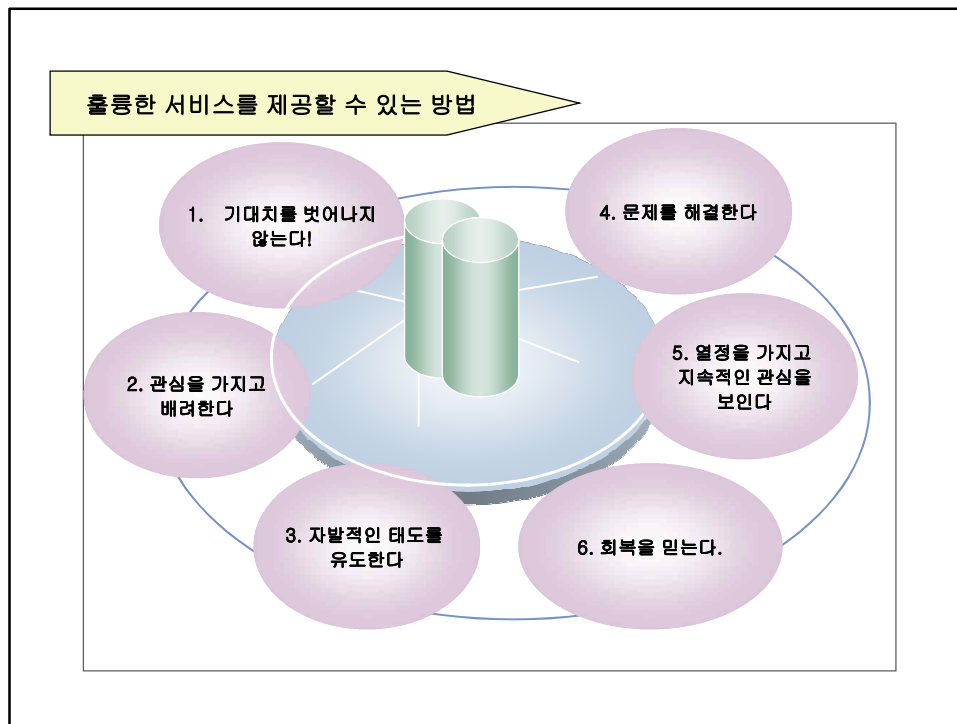 훌륭한 서비스를 제공할 수 있는 방법
1. 기대치를 벗어나지
않는다!
2. 관심을 가지고
배려한다
3. 자발적인 태도를
유도한다
4. 문제를 해결한다
5. 열정을 가지고
지속적인 관심을
보인다
6. 회복을 믿는다.